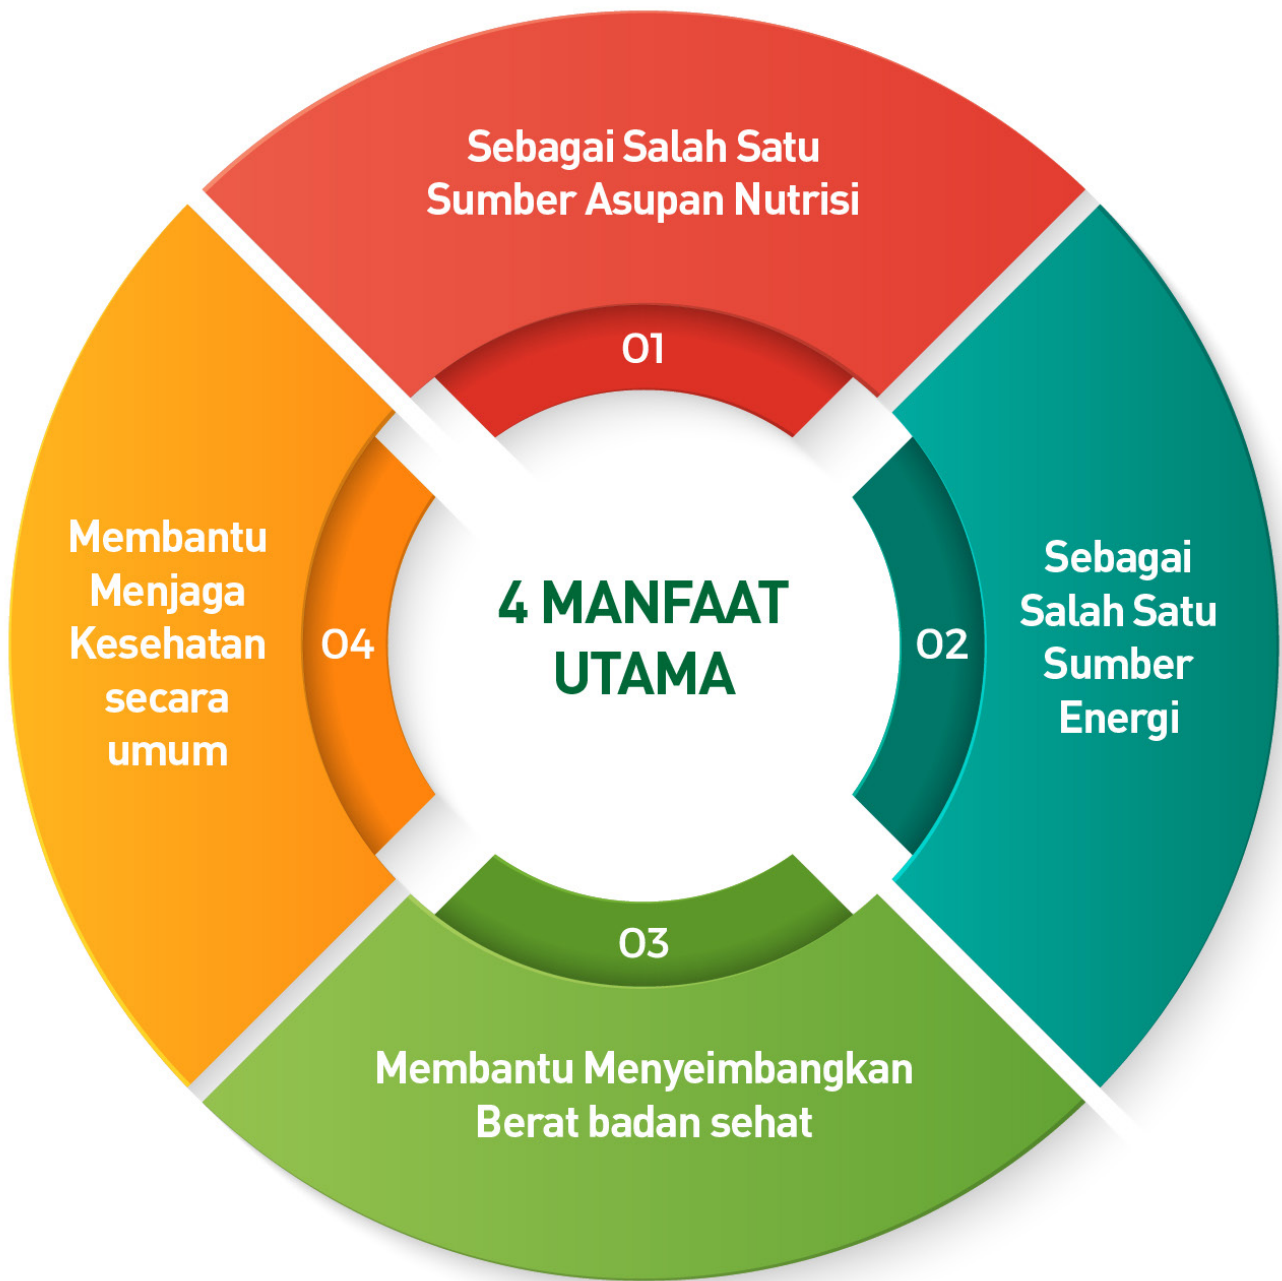 4 MANFAAT
UTAMA
01
Sebagai Salah Satu
Sumber Asupan Nutrisi
02
Sebagai
Salah Satu
Sumber
Energi
03
Membantu Menyeimbangkan
Berat badan sehat
04
Membantu
Menjaga
Kesehatan
secara
umum